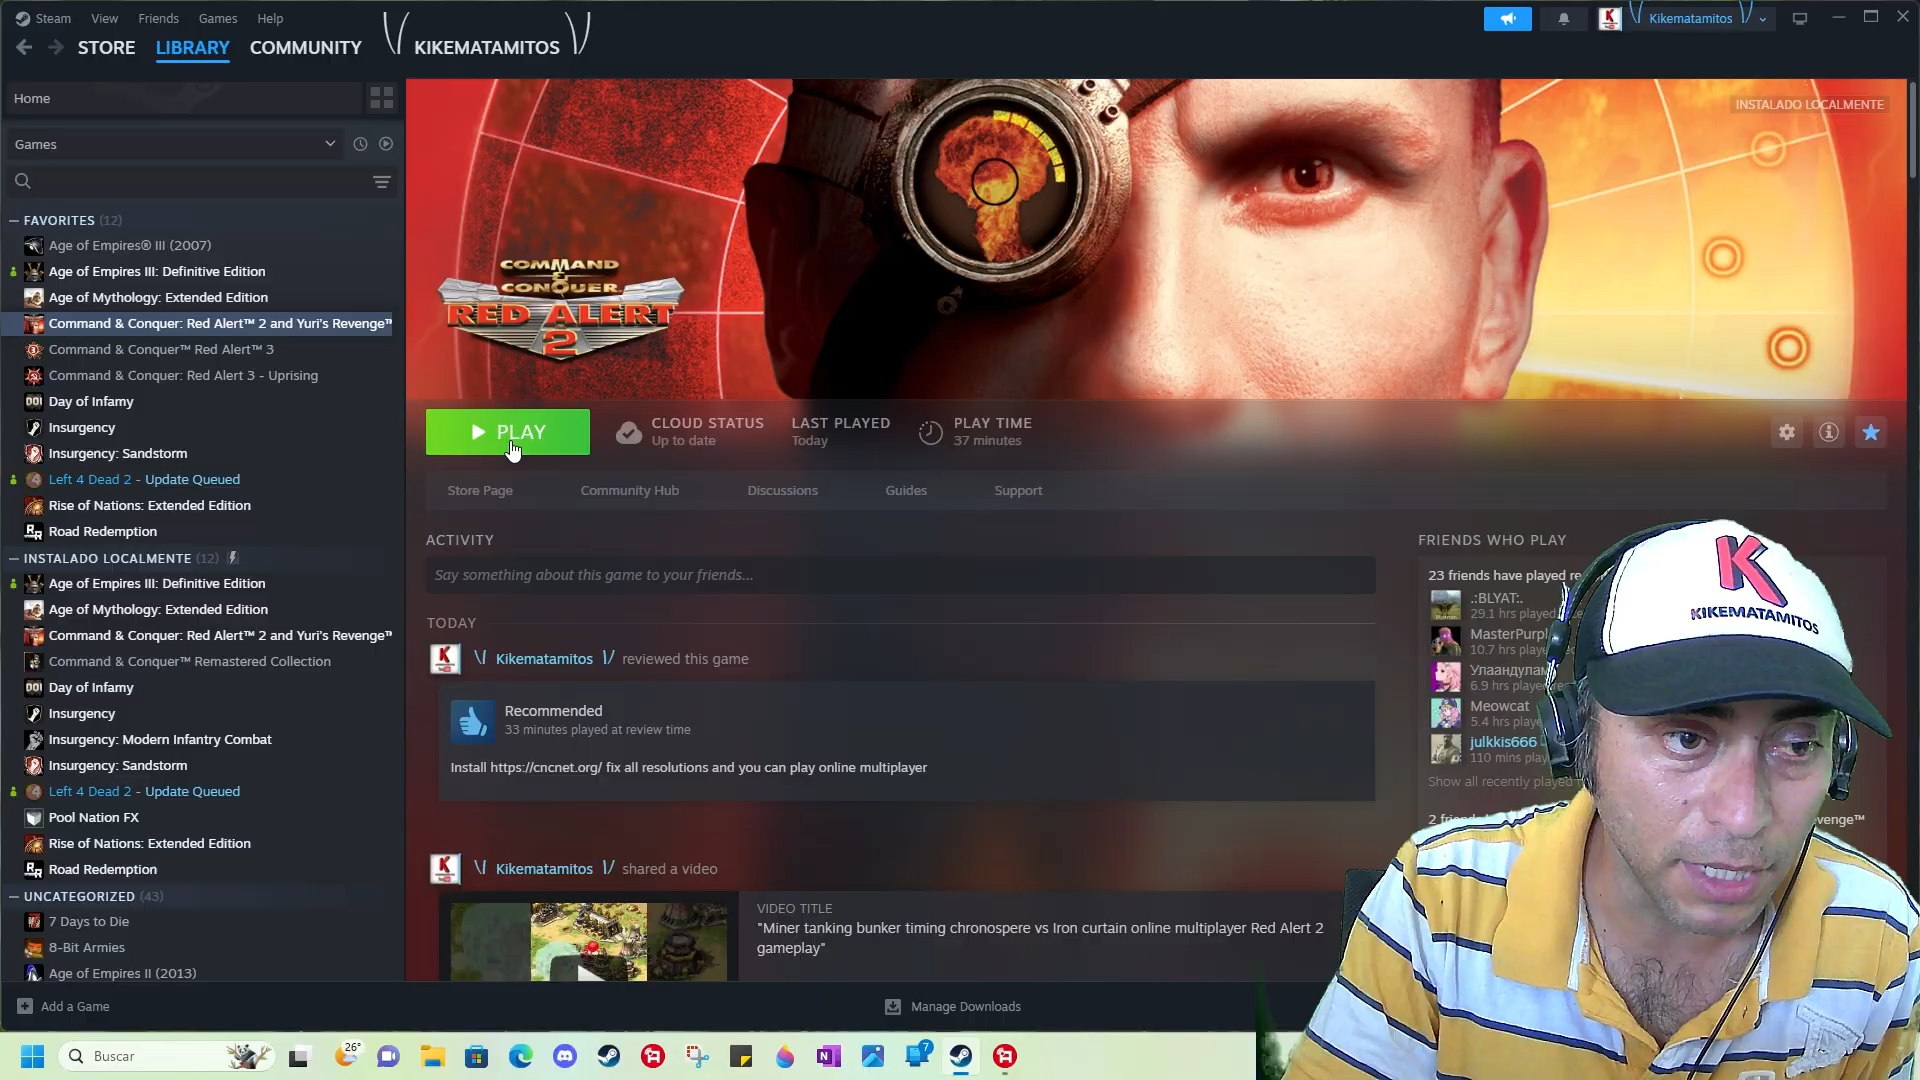 Steam View Friends Games Help
Kikematamitos
STORE LIBRARY COMMUNITY KIKEMATAMITOS
Home
Games
INSTALADO LOCALMENTE
FAVORITES (12)
Age of Empires® III (2007)
Age of Empires III: Definitive Edition
Age of Mythology: Extended Edition
Command & Conquer: Red Alert™ 2 and Yuri's Revenge™
Command & Conquer™ Red Alert™ 3
Command & Conquer: Red Alert 3 - Uprising
Day of Infamy
Insurgency
Insurgency: Sandstorm
Left 4 Dead 2 - Update Queued
Rise of Nations: Extended Edition
Road Redemption
INSTALADO LOCALMENTE (12)
Age of Empires III: Definitive Edition
Age of Mythology: Extended Edition
Command & Conquer: Red Alert™ 2 and Yuri's Revenge™
Command & Conquer™ Remastered Collection
Day of Infamy
Insurgency
Insurgency: Modern Infantry Combat
Insurgency: Sandstorm
Left 4 Dead 2 - Update Queued
Pool Nation FX
Rise of Nations: Extended Edition
Road Redemption
UNCATEGORIZED (43)
7 Days to Die
8-Bit Armies
Age of Empires II (2013)
COMMAND
&
CONQUER
RED ALERT
2
PLAY
CLOUD STATUS
Up to date
LAST PLAYED
Today
PLAY TIME
37 minutes
Store Page Community Hub Discussions Guides Support
ACTIVITY
Say something about this game to your friends...
TODAY
Kikematamitos reviewed this game
Recommended
33 minutes played at review time
Install https://cncnet.org/ fix all resolutions and you can play online multiplayer
Kikematamitos shared a video
VIDEO TITLE
"Miner tanking bunker timing chronospere vs Iron curtain online multiplayer Red Alert 2
gameplay"
FRIENDS WHO PLAY
23 friends have played
.:BLYAT:.
29.1 hrs played
MasterPurpl
10.7 hrs played
Улаандулам
6.9 hrs played
Meowcat
5.4 hrs
julkkis666
110 mins
Show all recently played
K
KIKEMATAMITOS
Add a Game
Manage Downloads
Buscar
26°
7